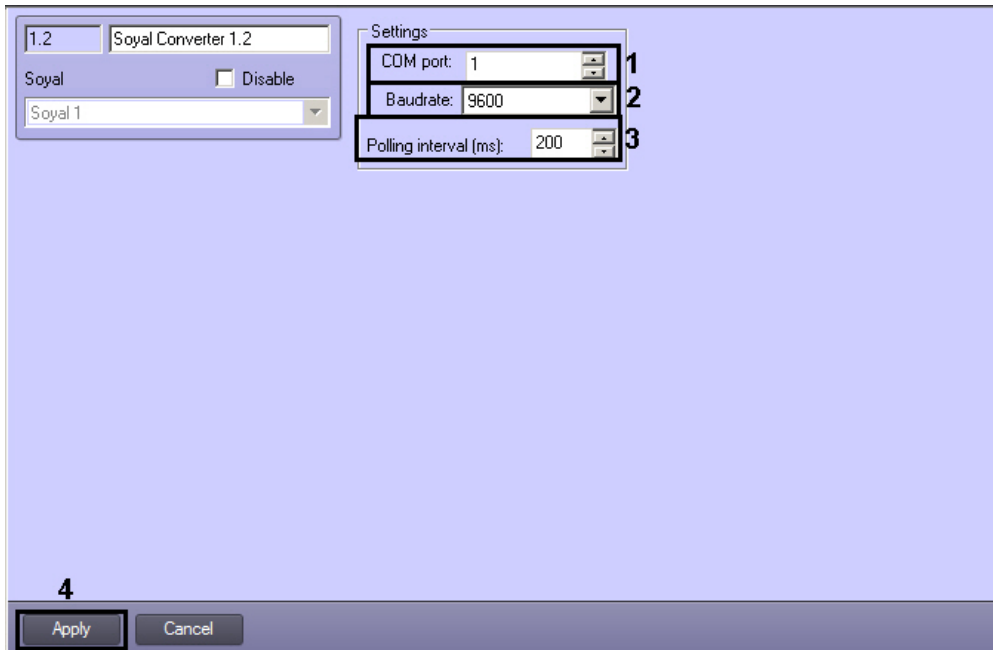 1.2 Soyal Converter 1.2
Soyal Disable
Soyal 1
Settings
COM port: 1 1
Baudrate: 9600 2
Polling interval (ms): 200 3
4
Apply Cancel